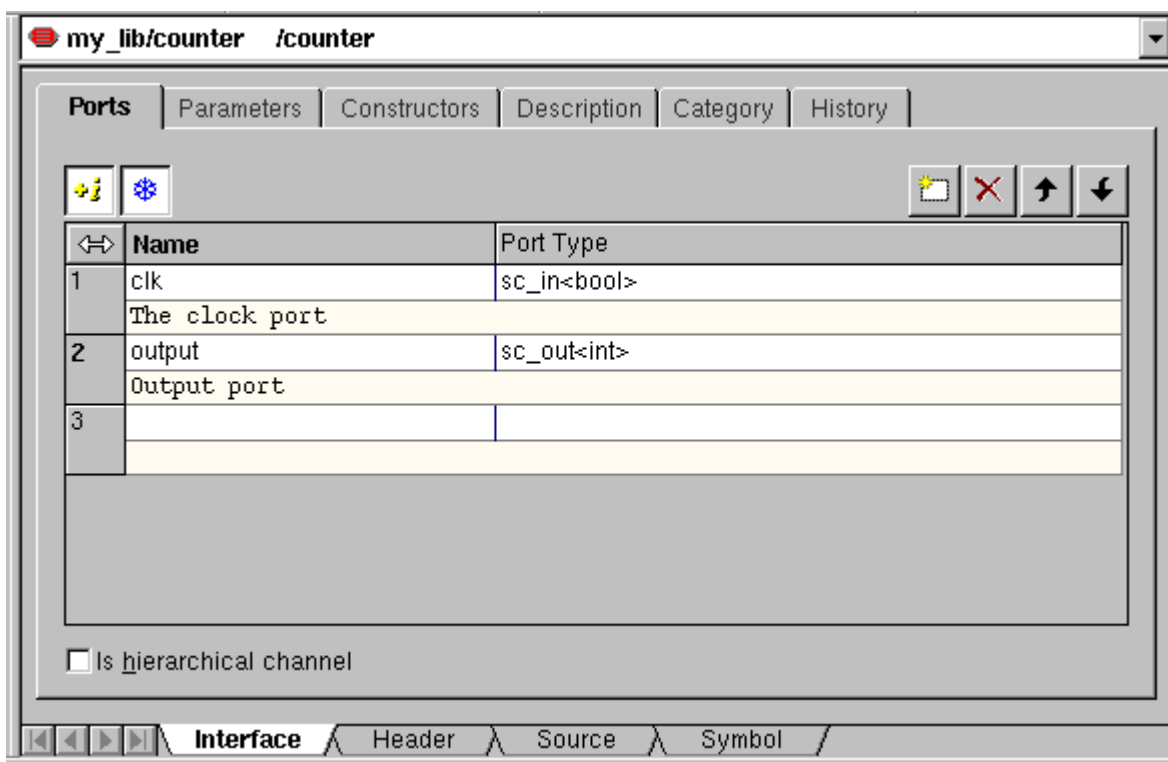 my_lib/counter /counter
Ports Parameters Constructors Description Category History
+i
Name Port Type
1 clk sc_in<bool>
The clock port
2 output sc_out<int>
Output port
3
Is hierarchical channel
Interface Header Source Symbol